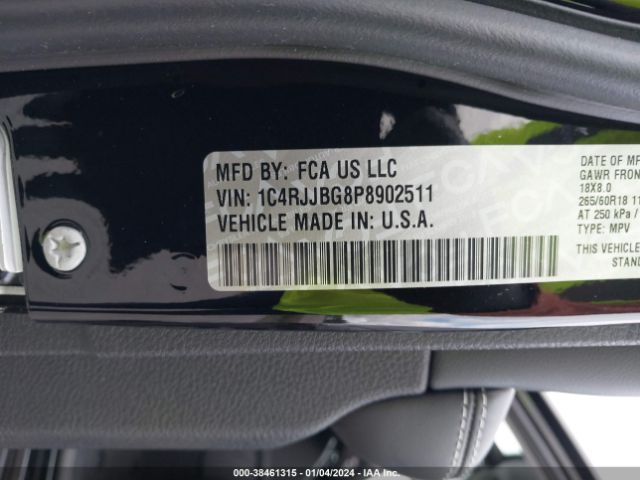 MFD BY: FCA US LLC
VIN: 1C4RJJBG8P8902511
VEHICLE MADE IN: U.S.A.
DATE OF MF
GAWR FRON
18X8.0
265/60R18 11
AT 250 kPa /
TYPE: MPV
THIS VEHICLE
STAN
000-38461315 - 01/04/2024 - IAA Inc.